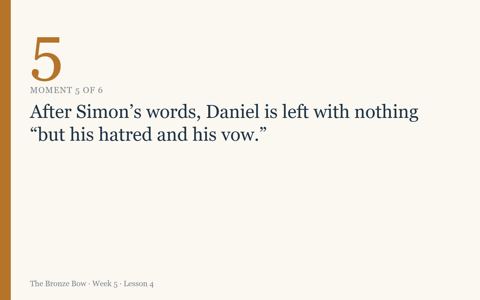 5
MOMENT 5 OF 6
After Simon’s words, Daniel is left with nothing
“but his hatred and his vow.”
The Bronze Bow · Week 5 · Lesson 4